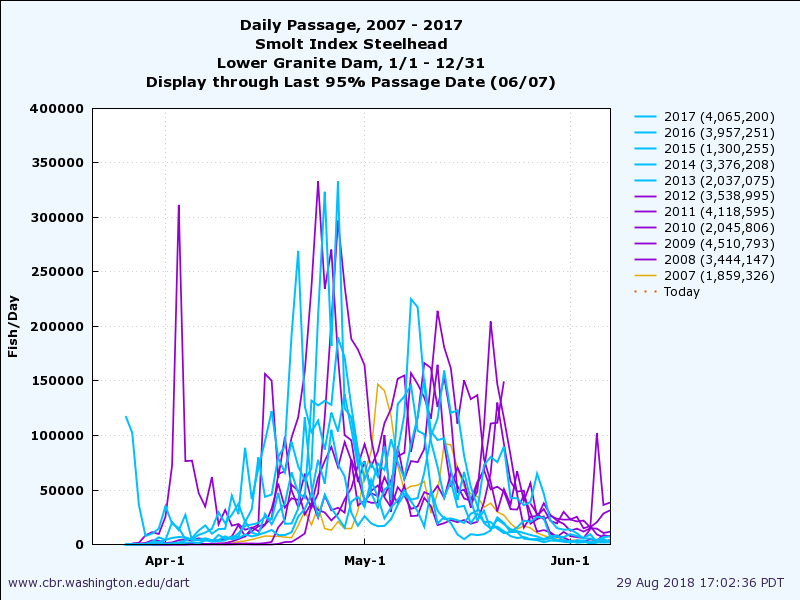 Daily Passage, 2007 - 2017
Smolt Index Steelhead
Lower Granite Dam, 1/1 - 12/31
Display through Last 95% Passage Date (06/07)
400000
350000
300000
250000
200000
150000
100000
50000
0
Fish/Day
Apr-1
May-1
Jun-1
2017 (4,065,200)
2016 (3,957,251)
2015 (1,300,255)
2014 (3,376,208)
2013 (2,037,075)
2012 (3,538,995)
2011 (4,118,595)
2010 (2,045,806)
2009 (4,510,793)
2008 (3,444,147)
2007 (1,859,326)
Today
www.cbr.washington.edu/dart
29 Aug 2018 17:02:36 PDT